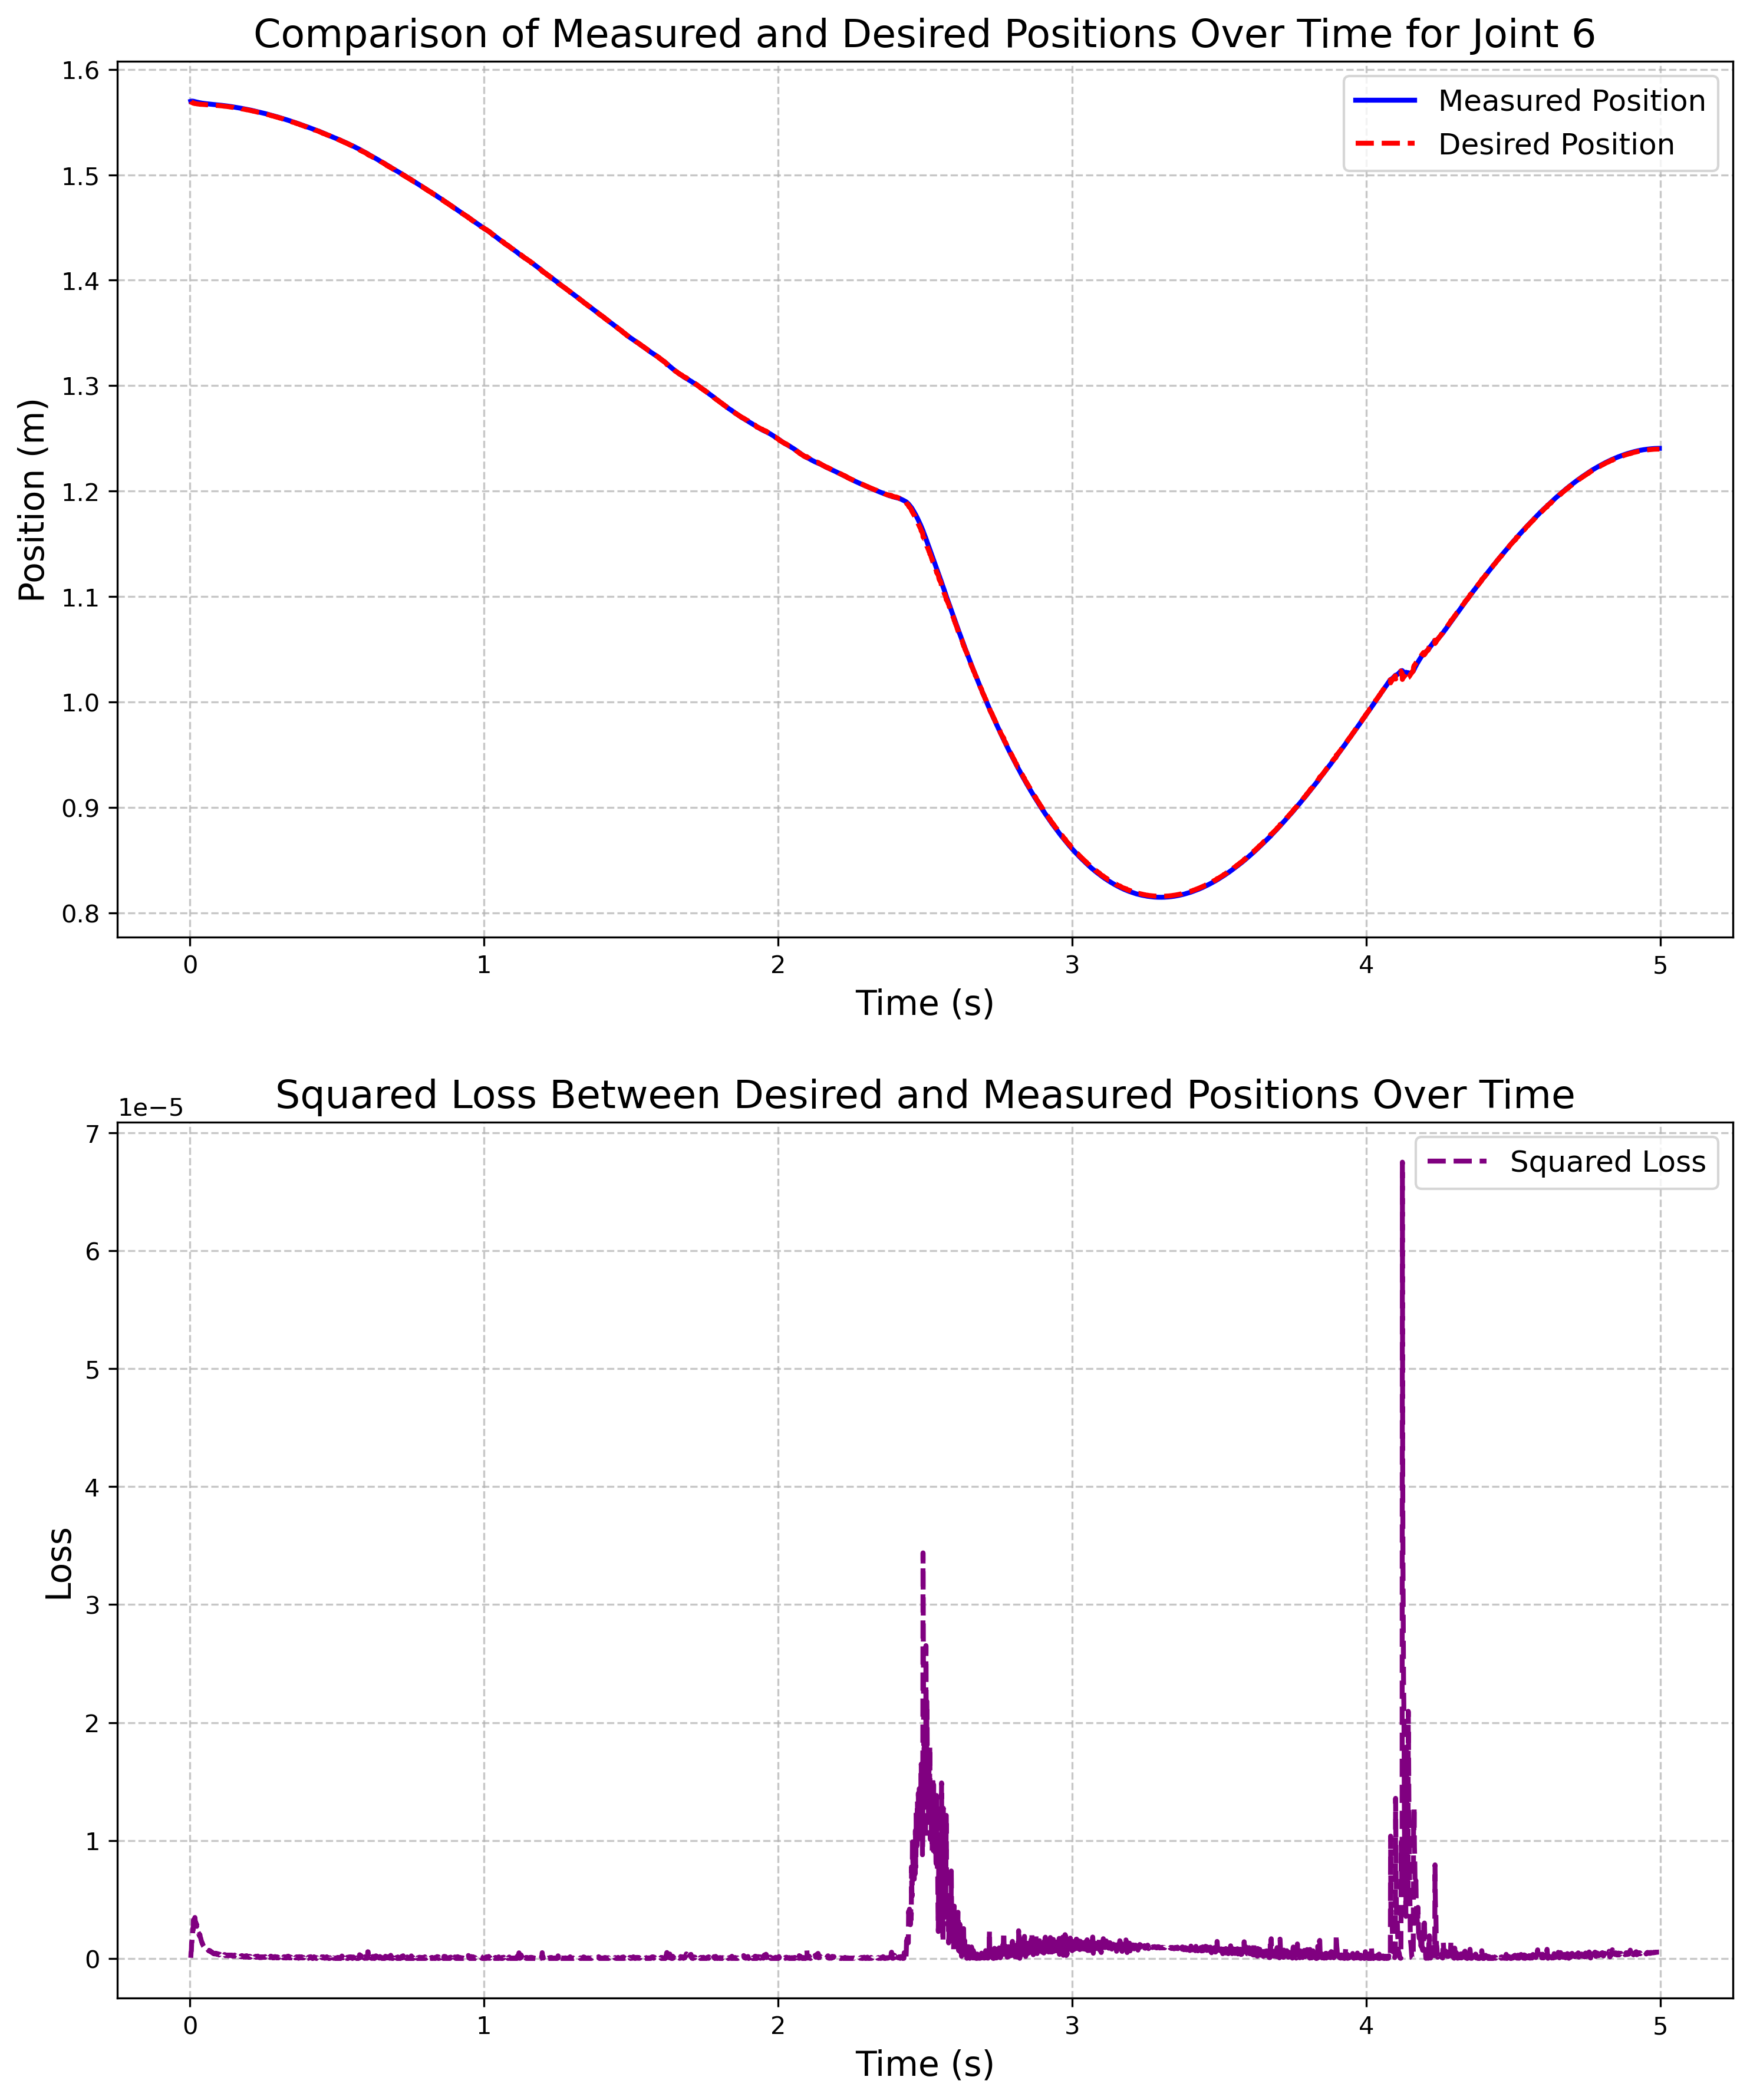 Comparison of Measured and Desired Positions Over Time for Joint 6
1.6
1.5
1.4
1.3
1.2
1.1
1.0
0.9
0.8
Position (m)
Measured Position
Desired Position
0 1 2 3 4 5
Time (s)
Squared Loss Between Desired and Measured Positions Over Time
1e−5
7
6
5
4
3
2
1
0
Loss
Squared Loss
0 1 2 3 4 5
Time (s)